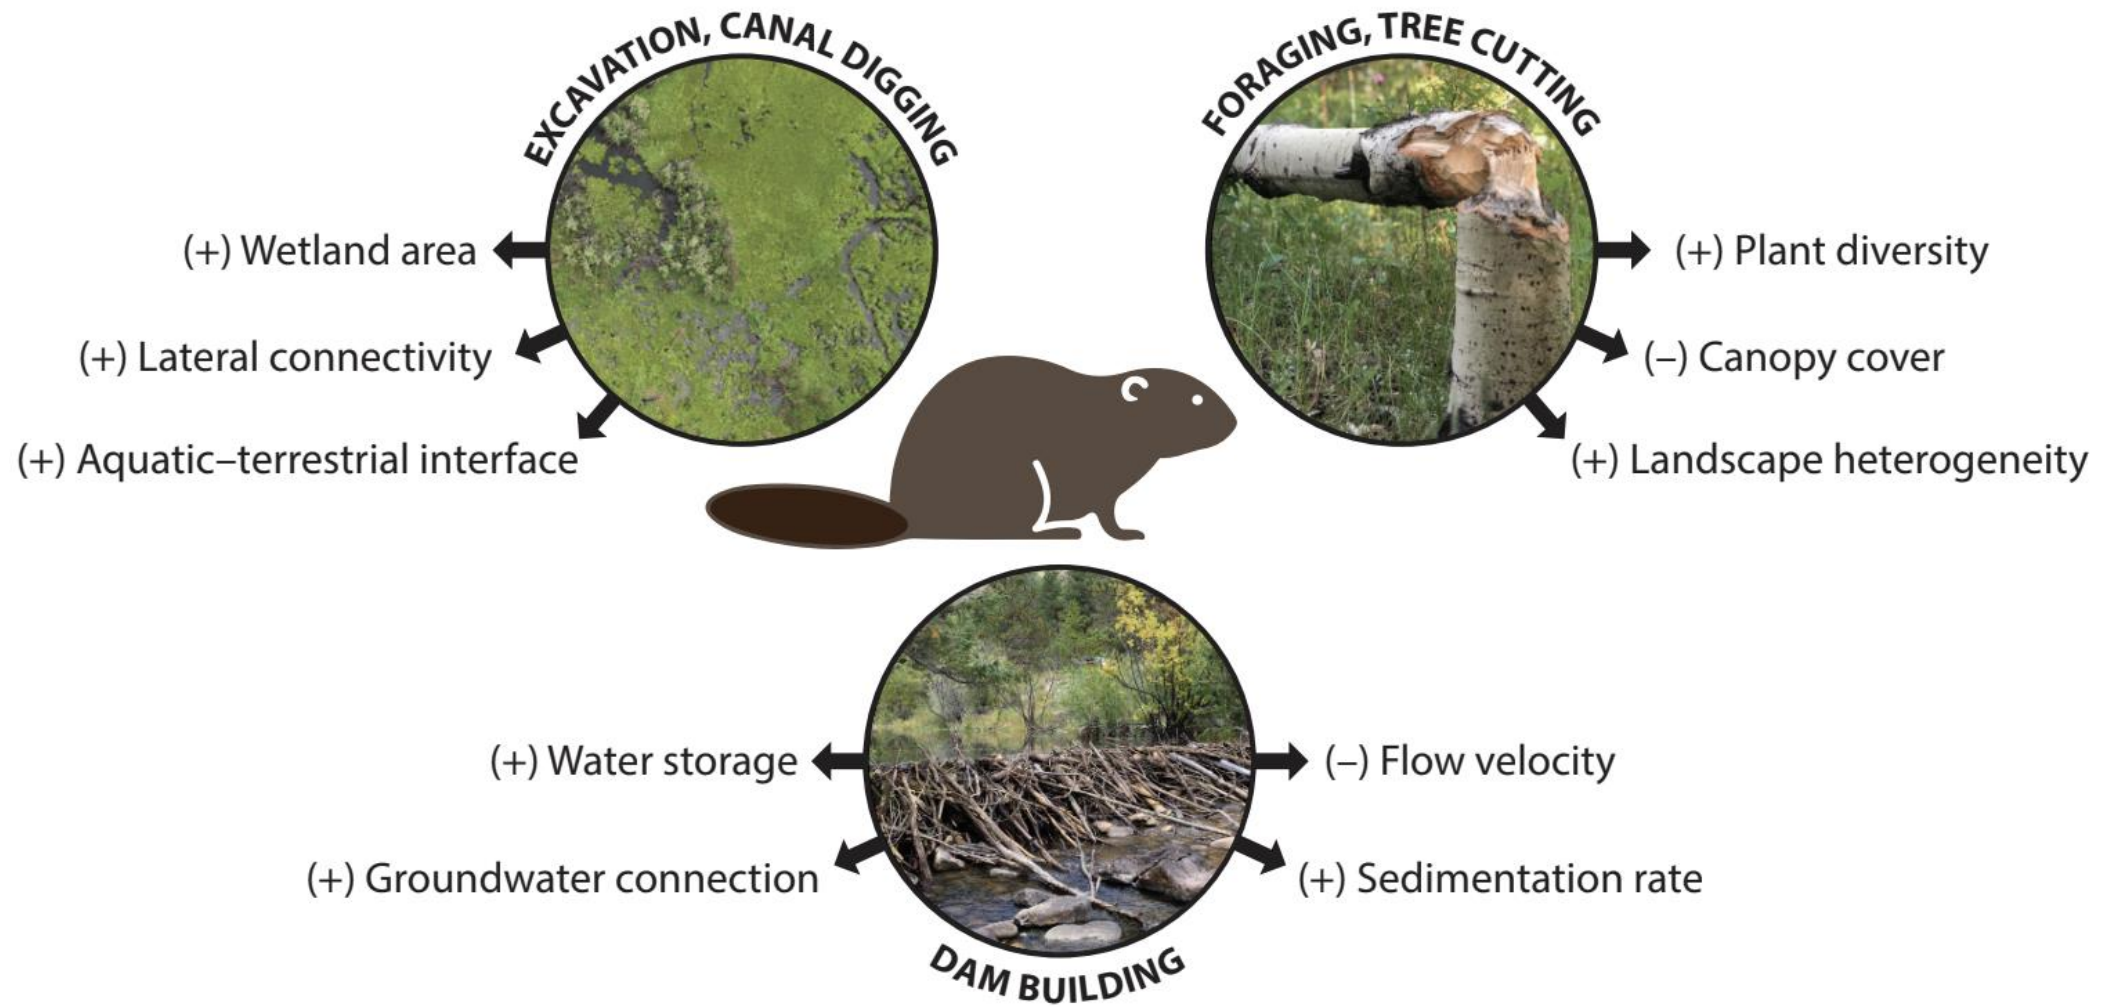 EXCAVATION, CANAL DIGGING
(+) Wetland area
(+) Lateral connectivity
(+) Aquatic–terrestrial interface
FORAGING, TREE CUTTING
(+) Plant diversity
(–) Canopy cover
(+) Landscape heterogeneity
(+) Water storage
(+) Groundwater connection
(–) Flow velocity
(+) Sedimentation rate
DAM BUILDING